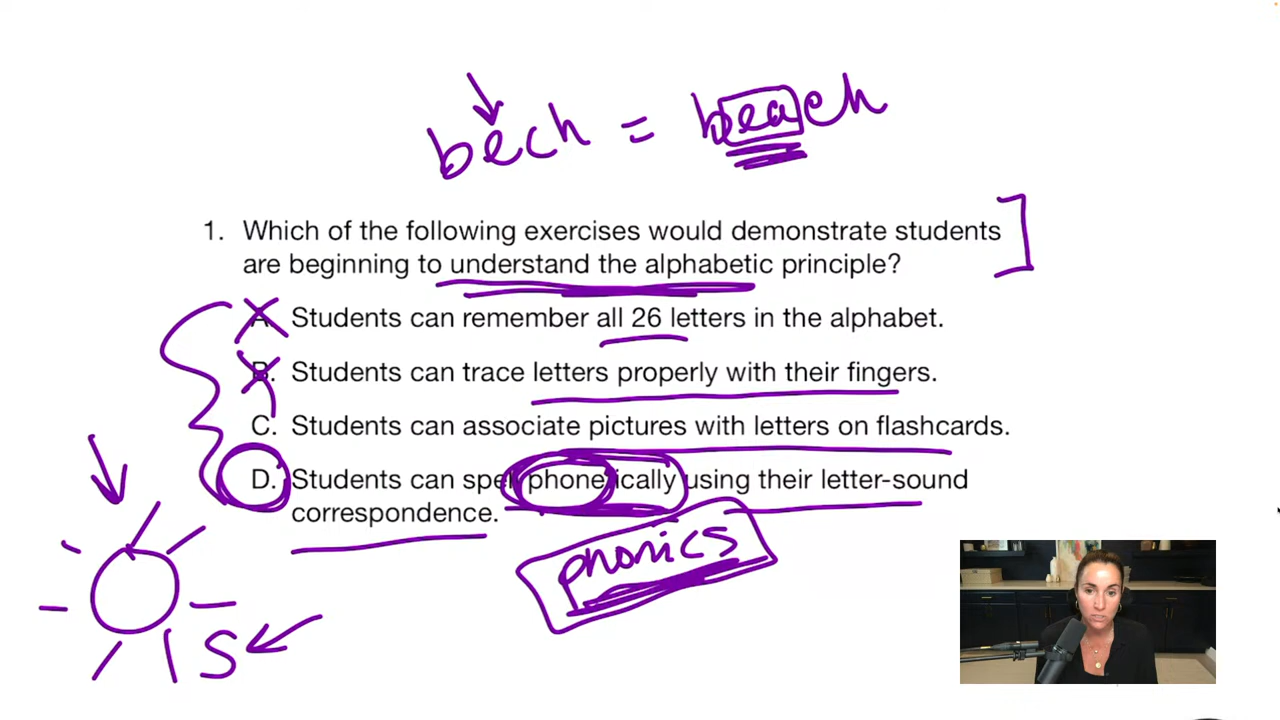 bech = beach
1. Which of the following exercises would demonstrate students
are beginning to understand the alphabetic principle?
A. Students can remember all 26 letters in the alphabet.
B. Students can trace letters properly with their fingers.
C. Students can associate pictures with letters on flashcards.
D. Students can spell phonetically using their letter-sound
correspondence.
phonics
S